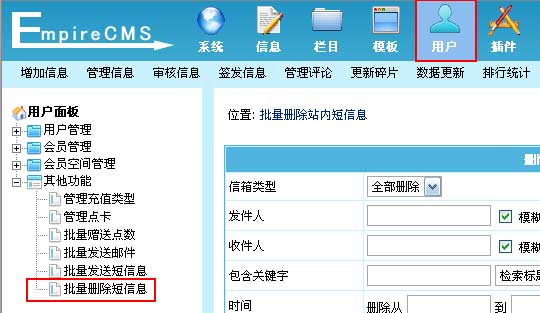 EmpireCMS
系统 信息 栏目 模板 用户 插件
增加信息 管理信息 审核信息 签发信息 管理评论 更新碎片 数据更新 排行统计
用户面板
用户管理
会员管理
会员空间管理
其他功能
管理充值类型
管理点卡
批量赠送点数
批量发送邮件
批量发送短信息
批量删除短信息
位置: 批量删除站内短信息
删
信箱类型 全部删除
发件人 模糊
收件人 模糊
包含关键字 检索标是
时间 删除从 到